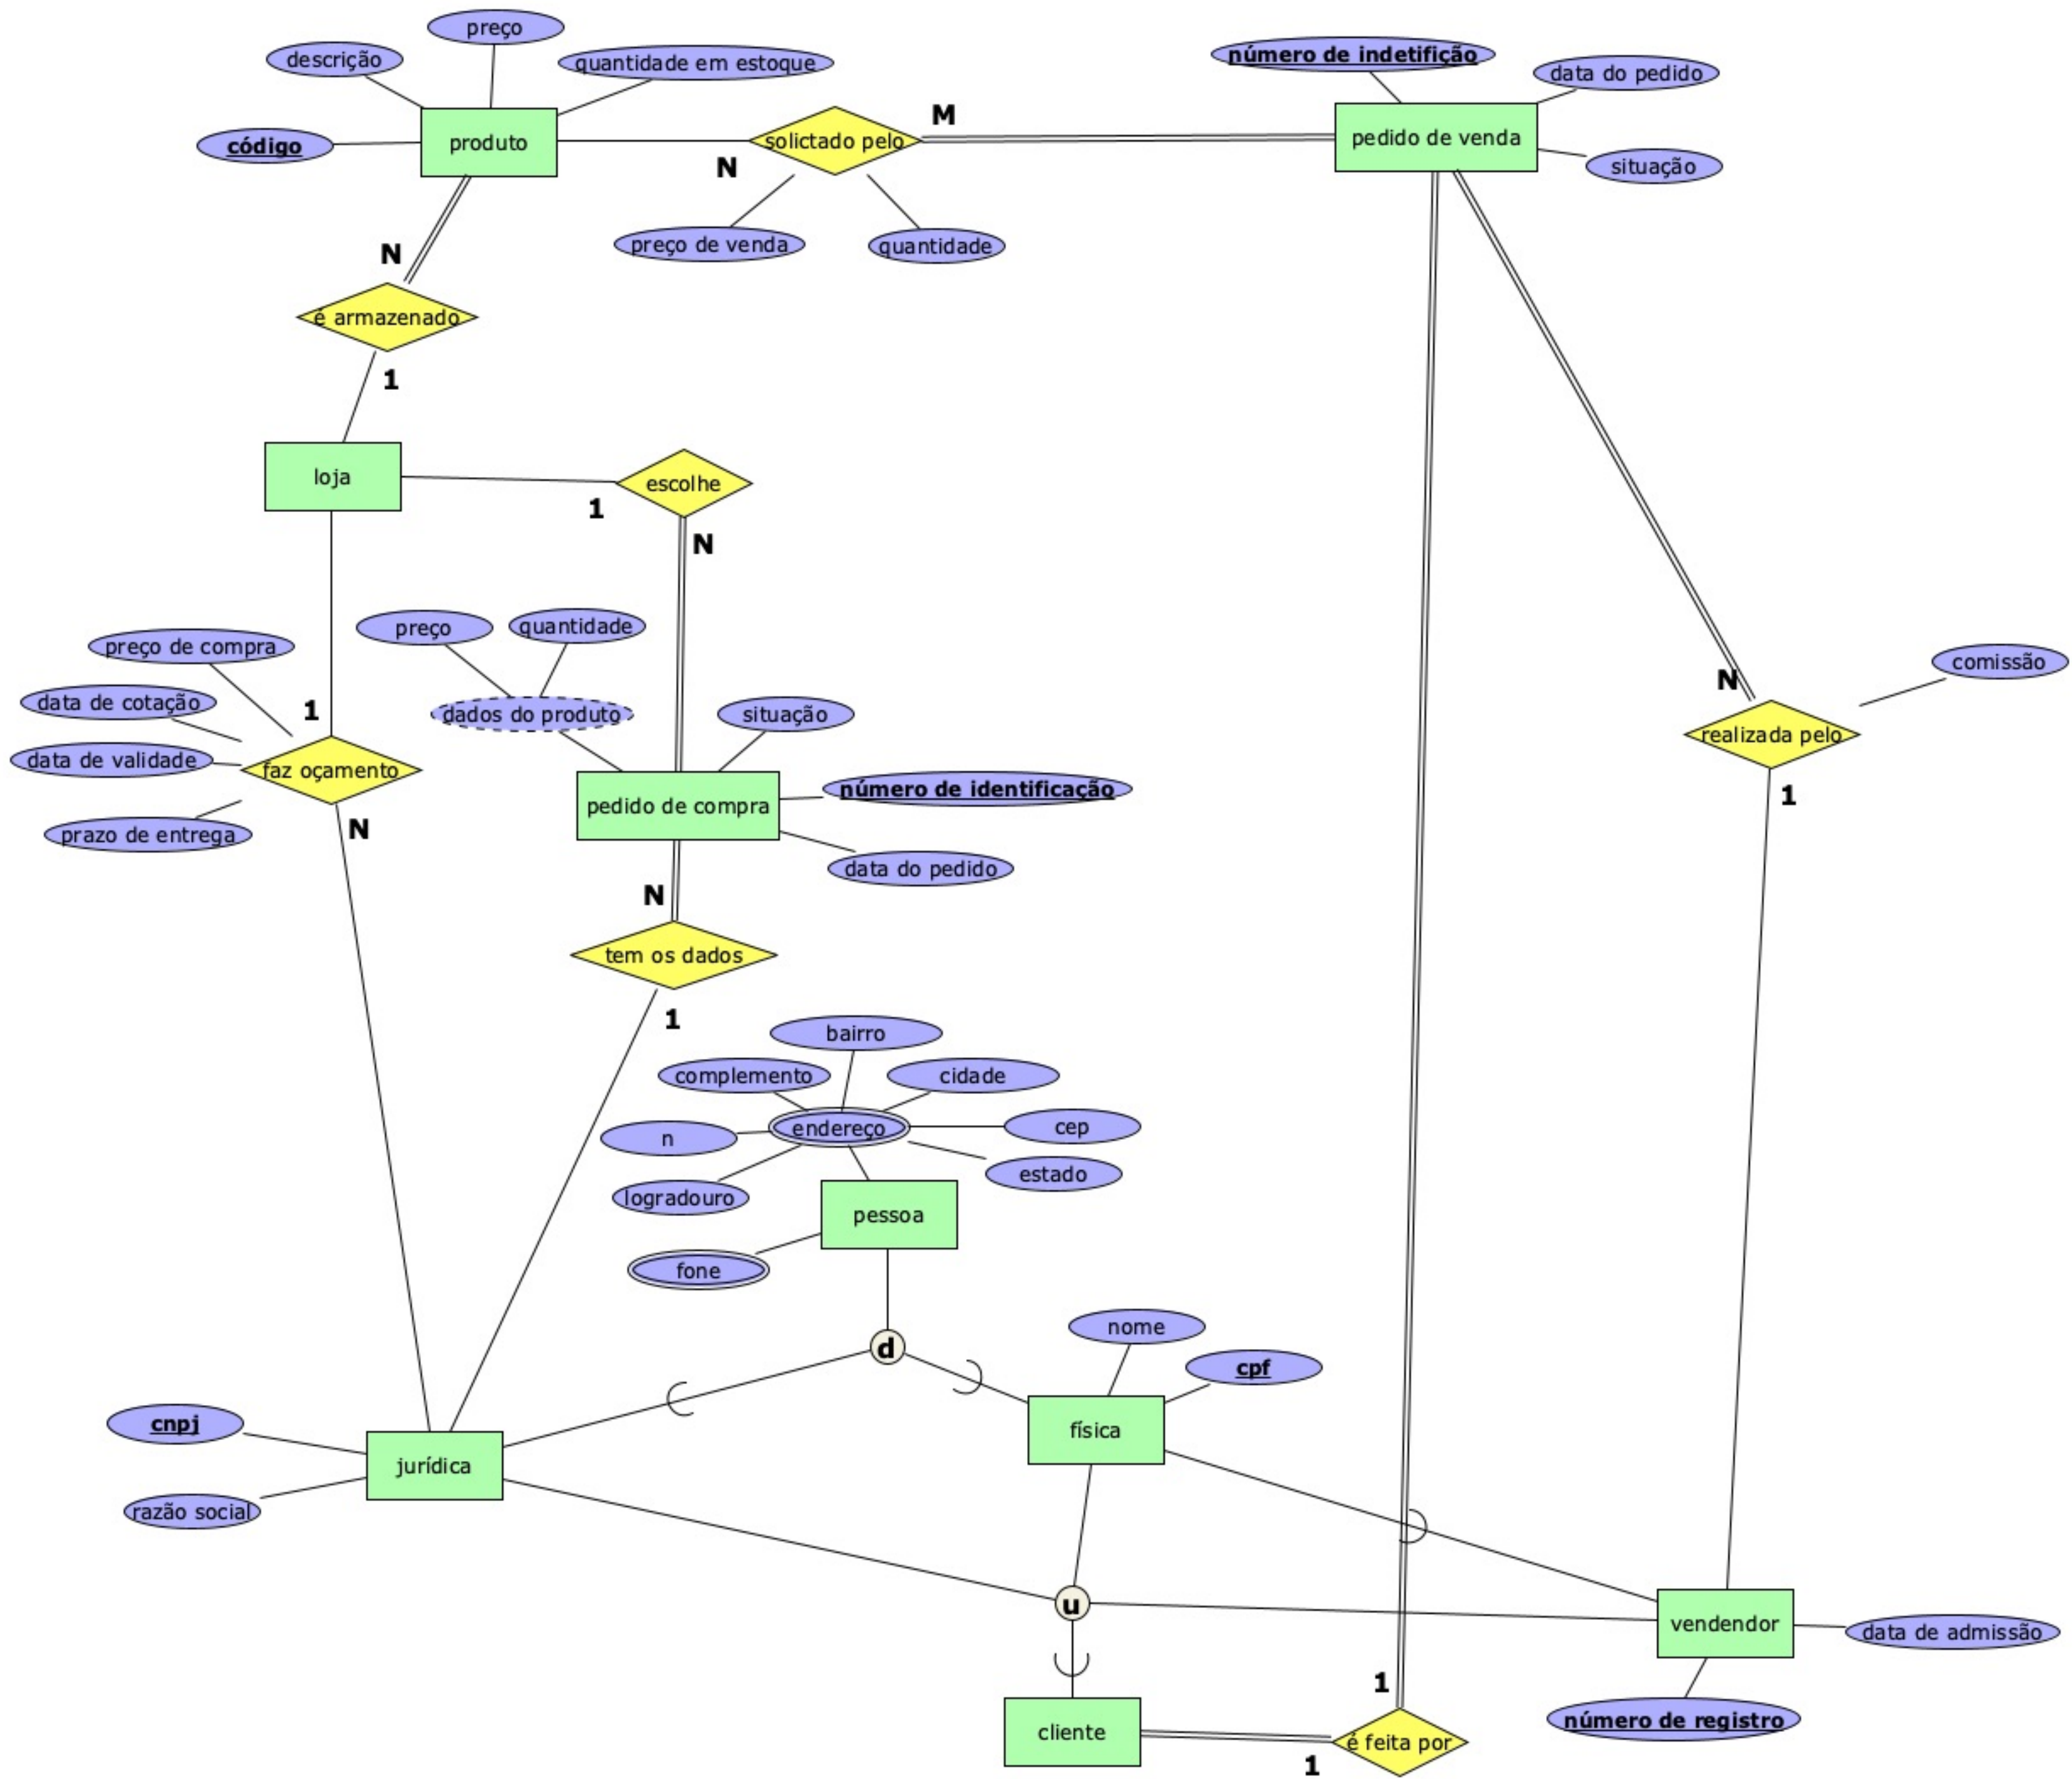 preço
descrição
quantidade em estoque
número de indetifição
data do pedido
código
produto
N
solictado pelo
M
pedido de venda
situação
preço de venda
quantidade
N
é armazenado
1
loja
1
escolhe
N
preço
quantidade
preço de compra
data de cotação
data de validade
prazo de entrega
1
faz oçamento
N
dados do produto
situação
pedido de compra
número de identificação
data do pedido
N
comissão
realizada pelo
1
N
tem os dados
1
bairro
complemento
cidade
n
endereço
cep
logradouro
estado
pessoa
fone
d
nome
cpf
cnpj
jurídica
física
razão social
u
vendendor
data de admissão
1
número de registro
cliente
1
é feita por